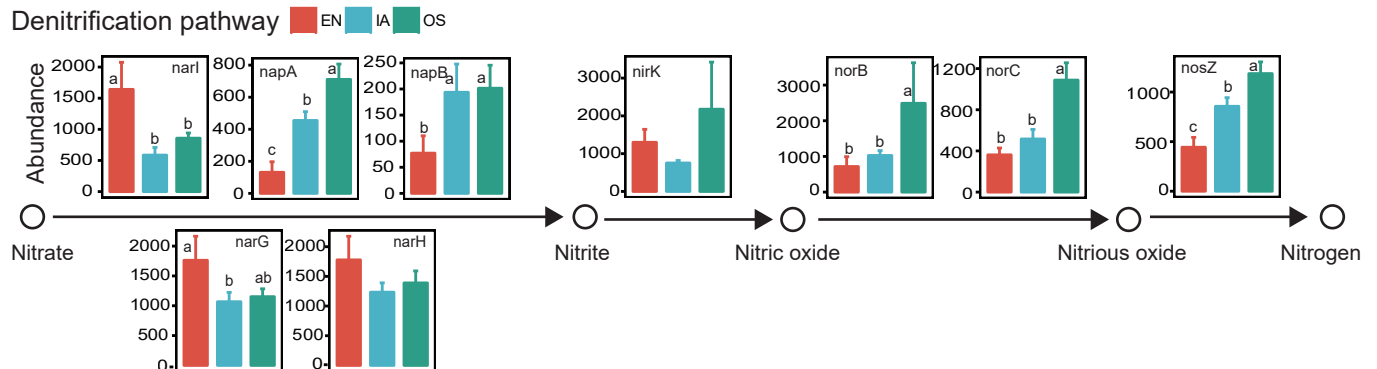 Denitrification pathway EN IA OS
Abundance
2000 1500 1000 500 0 narI a b b
800 600 400 200 0 napA c b a
250 200 150 100 50 0 napB b a a
3000 2000 1000 0 nirK
3000 2000 1000 0 norB b b a
1200 800 400 0 norC b b a
1000 500 0 nosZ c b a
Nitrate Nitrite Nitric oxide Nitrious oxide Nitrogen
2000 1500 1000 500 0 narG a b ab
2000 1500 1000 500 0 narH